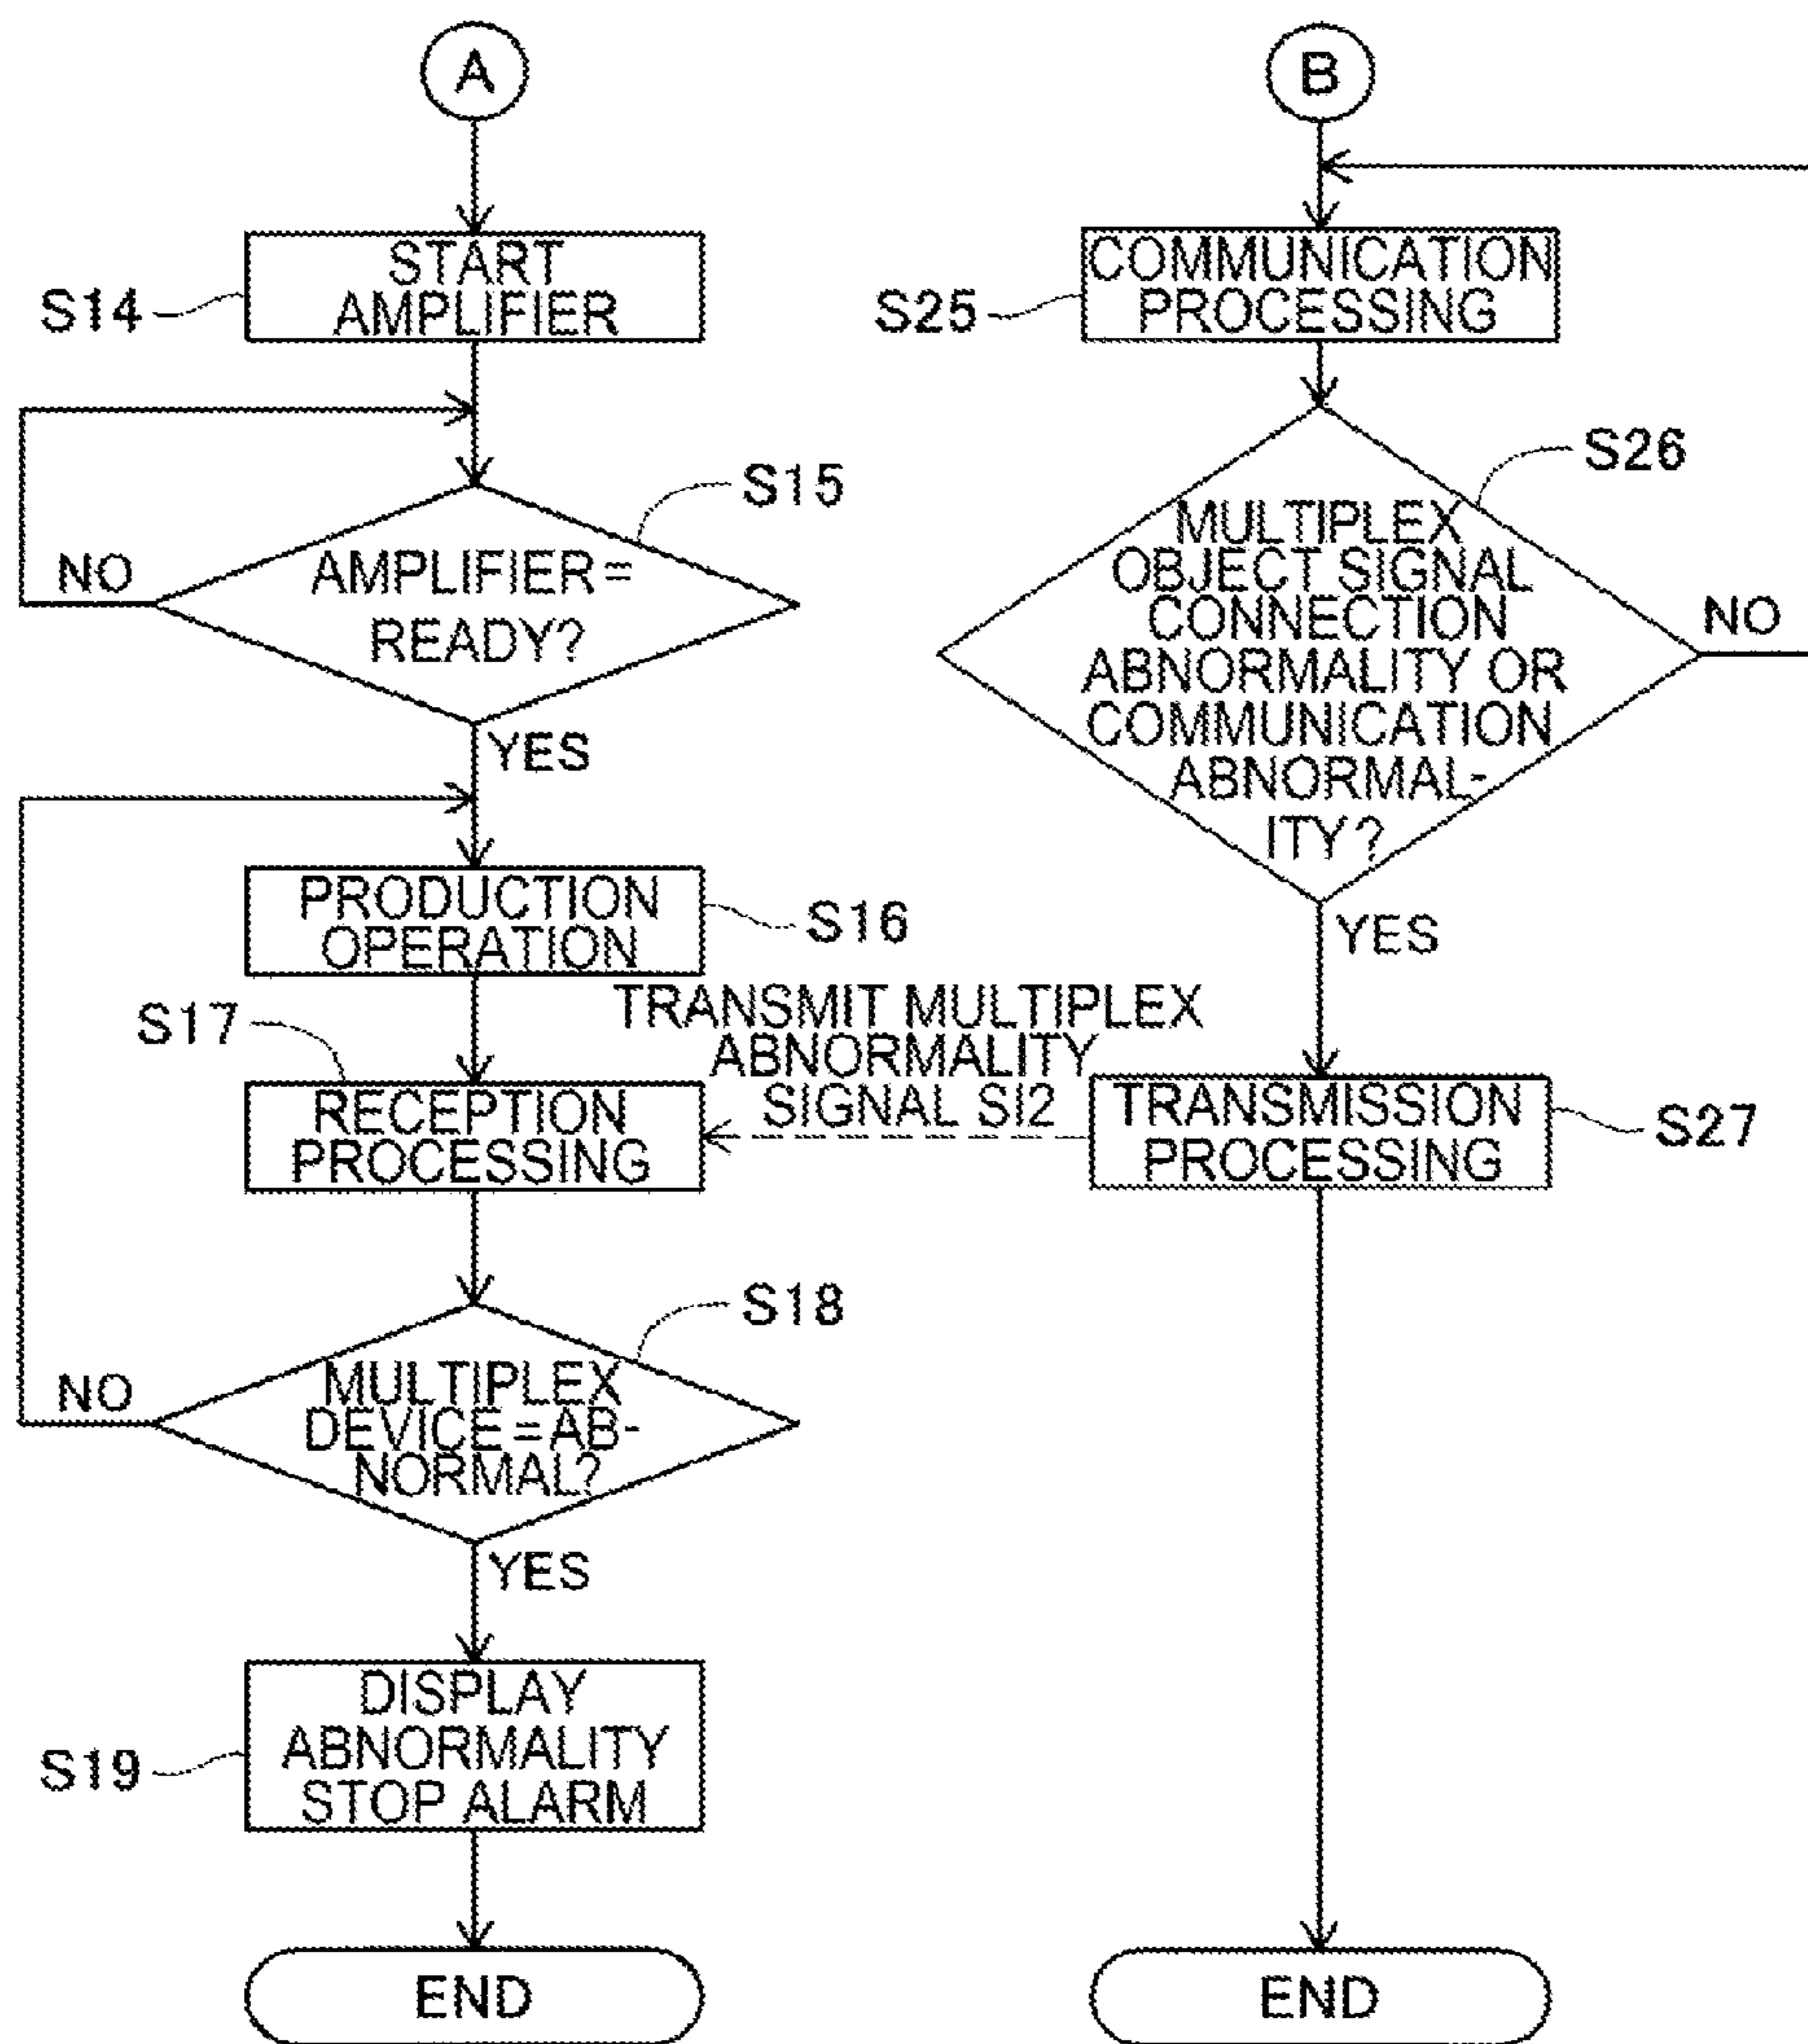 A
START
AMPLIFIER
S14
S15
AMPLIFIER =
READY?
NO
YES
PRODUCTION
OPERATION
S16
S17
RECEPTION
PROCESSING
TRANSMIT MULTIPLEX
ABNORMALITY
SIGNAL SI2
S18
MULTIPLEX
DEVICE = AB-
NORMAL?
NO
YES
DISPLAY
ABNORMALITY
STOP ALARM
S19
END
B
COMMUNICATION
PROCESSING
S25
S26
MULTIPLEX
OBJECT SIGNAL
CONNECTION
ABNORMALITY OR
COMMUNICATION
ABNORMAL-
ITY ?
NO
YES
TRANSMISSION
PROCESSING
S27
END